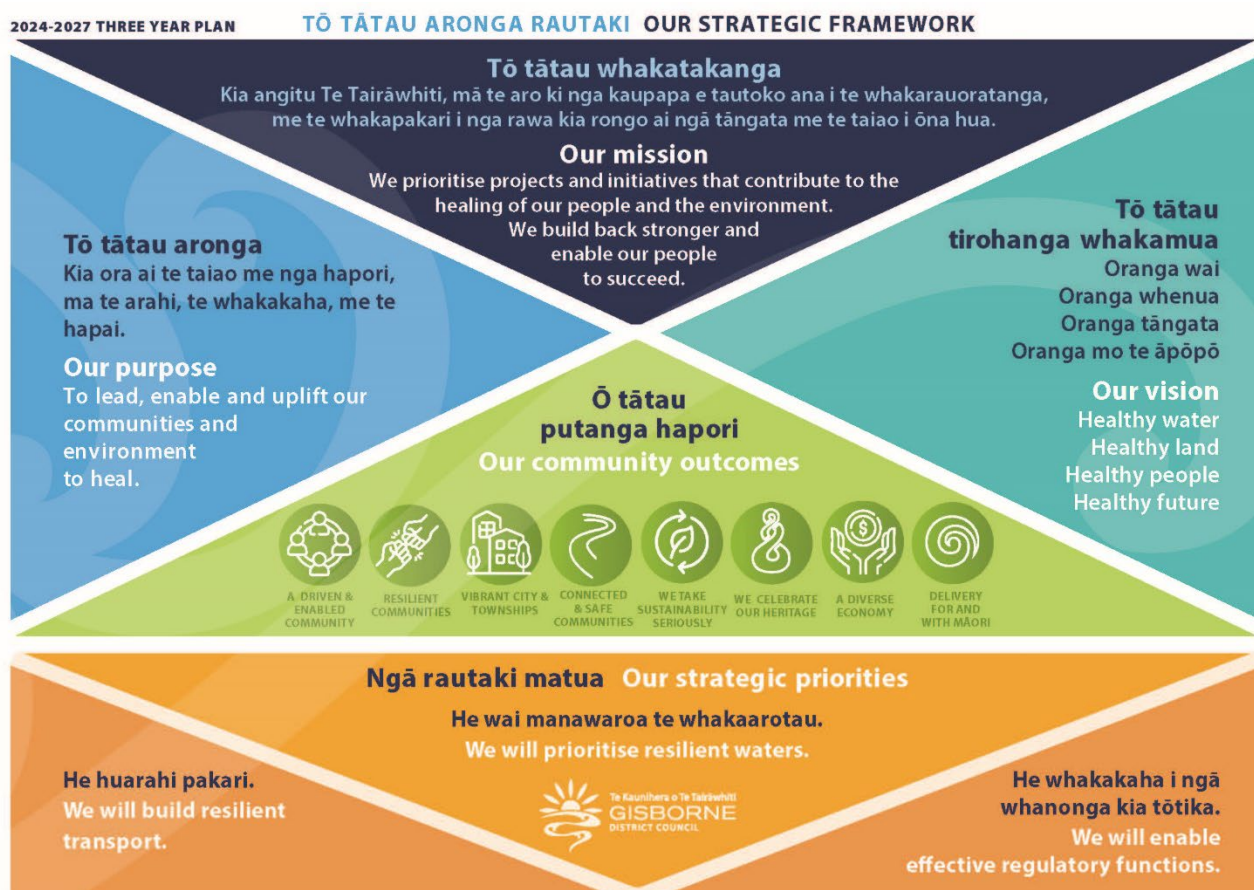 2024-2027 THREE YEAR PLAN
TŌ TĀTAU ARONGA RAUTAKI OUR STRATEGIC FRAMEWORK
Tō tātau whakatakanga
Kia angitu Te Tairāwhiti, mā te aro ki nga kaupapa e tautoko ana i te whakarauoratanga,
me te whakapakari i nga rawa kia rongo ai ngā tāngata me te taiao i ōna hua.
Our mission
We prioritise projects and initiatives that contribute to the
healing of our people and the environment.
We build back stronger and
enable our people
to succeed.
Tō tātau aronga
Kia ora ai te taiao me nga hapori,
ma te arahi, te whakakaha, me te
hapai.
Our purpose
To lead, enable and uplift our
communities and
environment
to heal.
Tō tātau
tirohanga whakamua
Oranga wai
Oranga whenua
Oranga tāngata
Oranga mo te āpōpō
Our vision
Healthy water
Healthy land
Healthy people
Healthy future
Ō tātau
putanga hapori
Our community outcomes
A DRIVEN &
ENABLED
COMMUNITY
RESILIENT
COMMUNITIES
VIBRANT CITY &
TOWNSHIPS
CONNECTED
& SAFE
COMMUNITIES
WE TAKE
SUSTAINABILITY
SERIOUSLY
WE CELEBRATE
OUR HERITAGE
A DIVERSE
ECONOMY
DELIVERY
FOR AND
WITH MĀORI
Ngā rautaki matua Our strategic priorities
He wai manawaroa te whakaarotau.
We will prioritise resilient waters.
He huarahi pakari.
We will build resilient
transport.
Te Kaunihera o Te Tairāwhiti
GISBORNE
DISTRICT COUNCIL
He whakakaha i ngā
whanonga kia tōtika.
We will enable
effective regulatory functions.